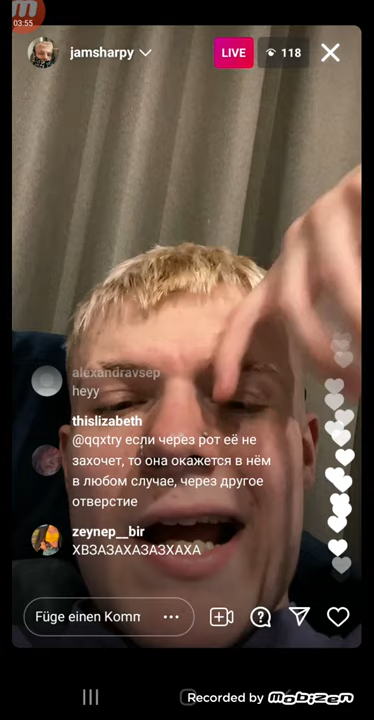 03:55
jamsharpy
LIVE
118
alexandravsep
heyy
thislizabeth
@qqxtry если через рот её не
захочет, то она окажется в нём
в любом случае, через другое
отверстие
zeynep__bir
ХВЗАЗАХАЗАЗХАХА
Füge einen Komn
Recorded by Mobizen